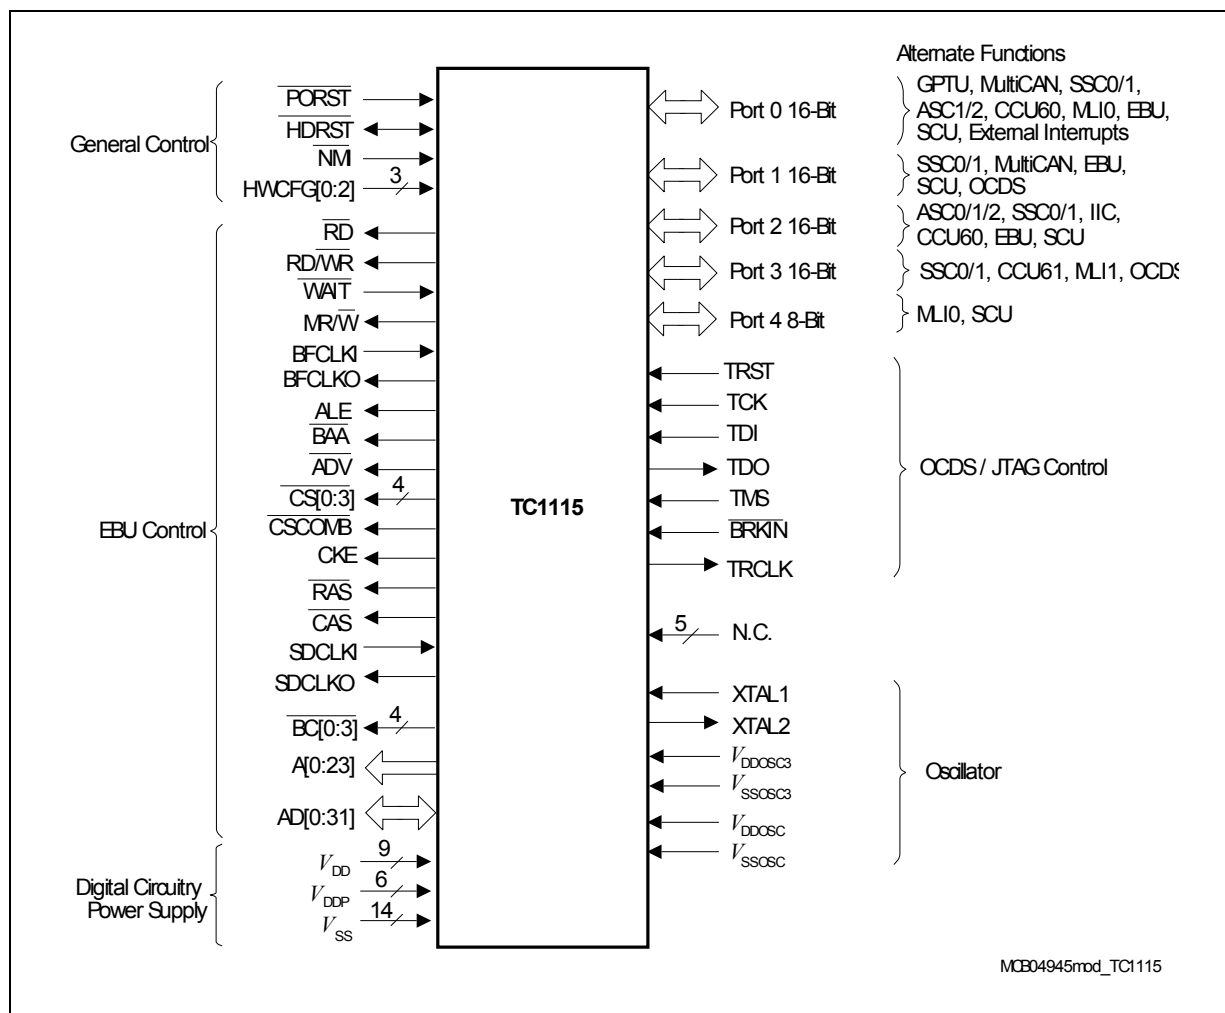 Alternate Functions
General Control
PORST
HDRST
NMI
HWCFG[0:2]
3
EBU Control
RD
RD/WR
WAIT
MR/W
BFCLKI
BFCLKO
ALE
BAA
ADV
CS[0:3]
4
CSCOMB
CKE
RAS
CAS
SDCLKI
SDCLKO
BC[0:3]
4
A[0:23]
AD[0:31]
Digital Circuitry
Power Supply
VDD
9
VDDP
6
VSS
14
TC1115
Port 0 16-Bit
GPTU, MultiCAN, SSC0/1,
ASC1/2, CCU60, MLI0, EBU,
SCU, External Interrupts
Port 1 16-Bit
SSC0/1, MultiCAN, EBU,
SCU, OCDS
Port 2 16-Bit
ASC0/1/2, SSC0/1, IIC,
CCU60, EBU, SCU
Port 3 16-Bit
SSC0/1, CCU61, MLI1, OCDS
Port 4 8-Bit
MLI0, SCU
TRST
TCK
TDI
TDO
TMS
BRKIN
TRCLK
OCDS / JTAG Control
5
N.C.
XTAL1
XTAL2
VDDOSC3
VSSOSC3
VDDOSC
VSSOSC
Oscillator
MCB04945mod_TC1115